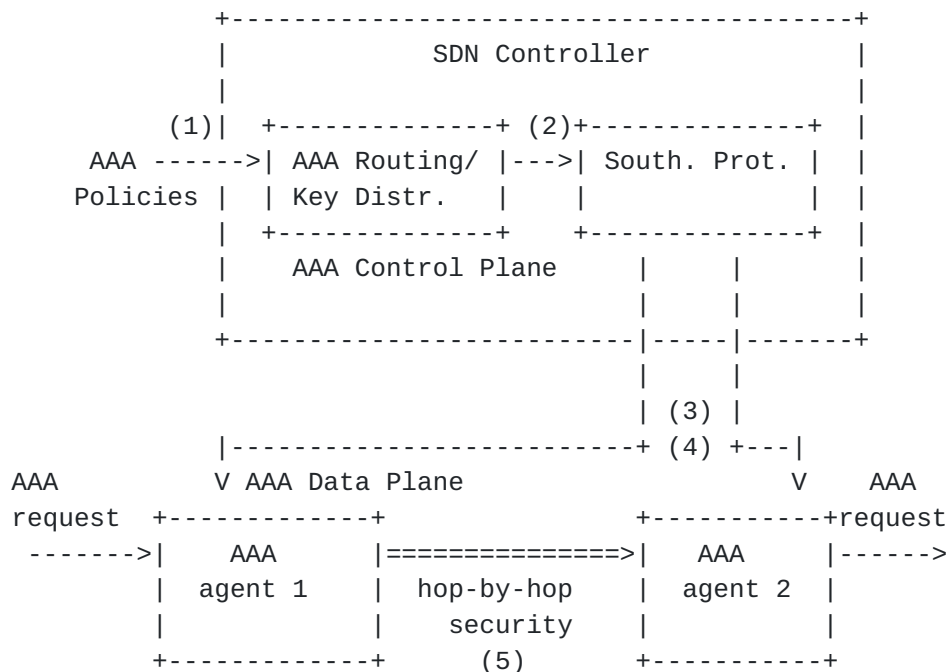 SDN Controller
(1) (2)
AAA AAA Routing/ South. Prot.
Policies Key Distr.
AAA Control Plane
(3)
(4)
AAA V AAA Data Plane V AAA
request request
AAA AAA
agent 1 hop-by-hop agent 2
security
(5)